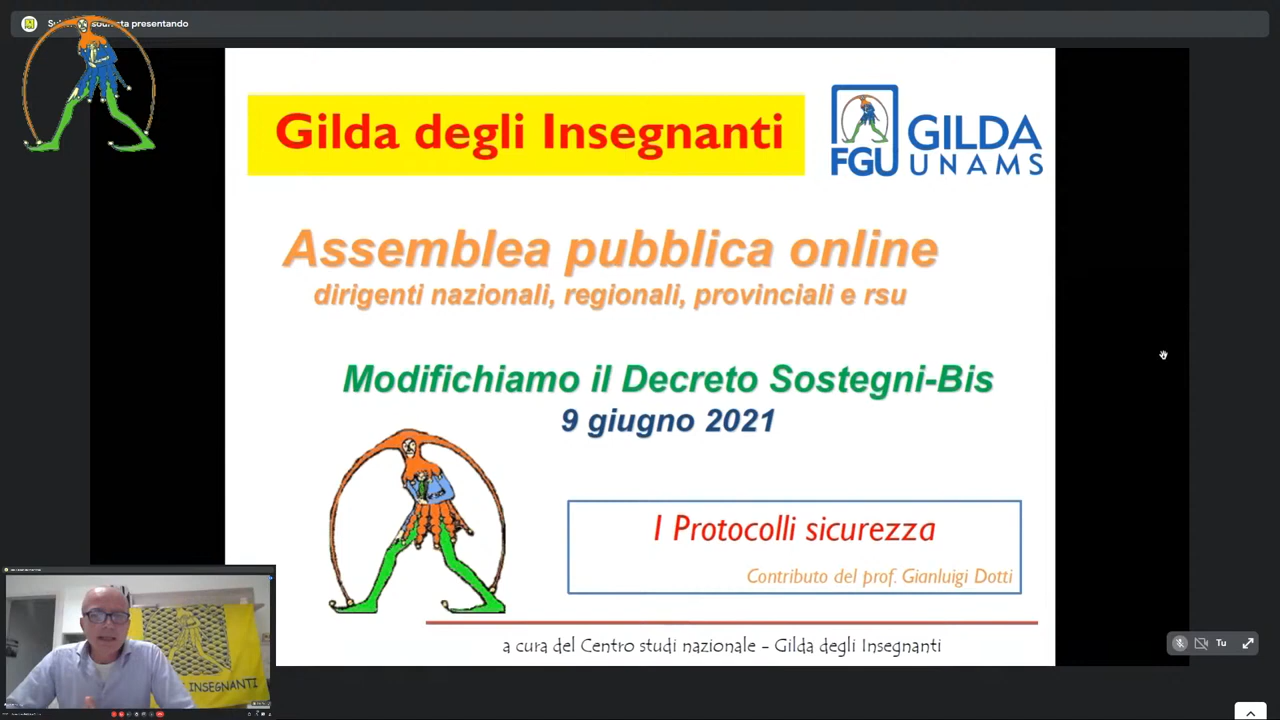 sta presentando
Gilda degli Insegnanti
FGU
GILDA
UNAMS
Assemblea pubblica online
dirigenti nazionali, regionali, provinciali e rsu
Modifichiamo il Decreto Sostegni-Bis
9 giugno 2021
I Protocolli sicurezza
Contributo del prof. Gianluigi Dotti
a cura del Centro studi nazionale - Gilda degli Insegnanti
INSEGNANTI
Tu